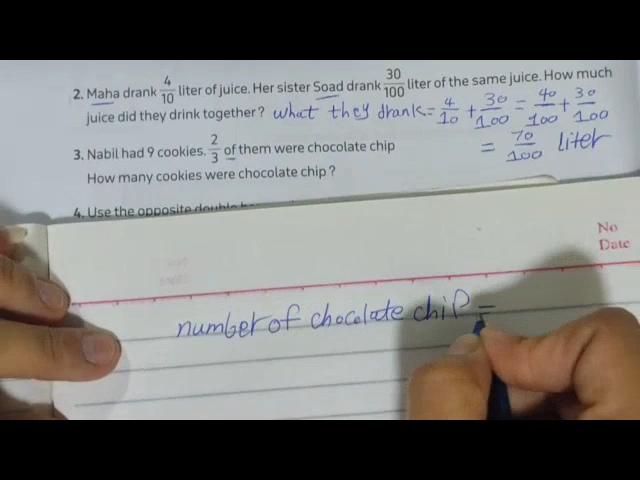 2. Maha drank 4/10 liter of juice. Her sister Soad drank 30/100 liter of the same juice. How much
juice did they drink together? what they drank = 4/10 + 30/100 = 40/100 + 30/100
= 70/100 liter
3. Nabil had 9 cookies. 2/3 of them were chocolate chip
How many cookies were chocolate chip?
4. Use the opposite double
No
Date
number of chocolate chip =